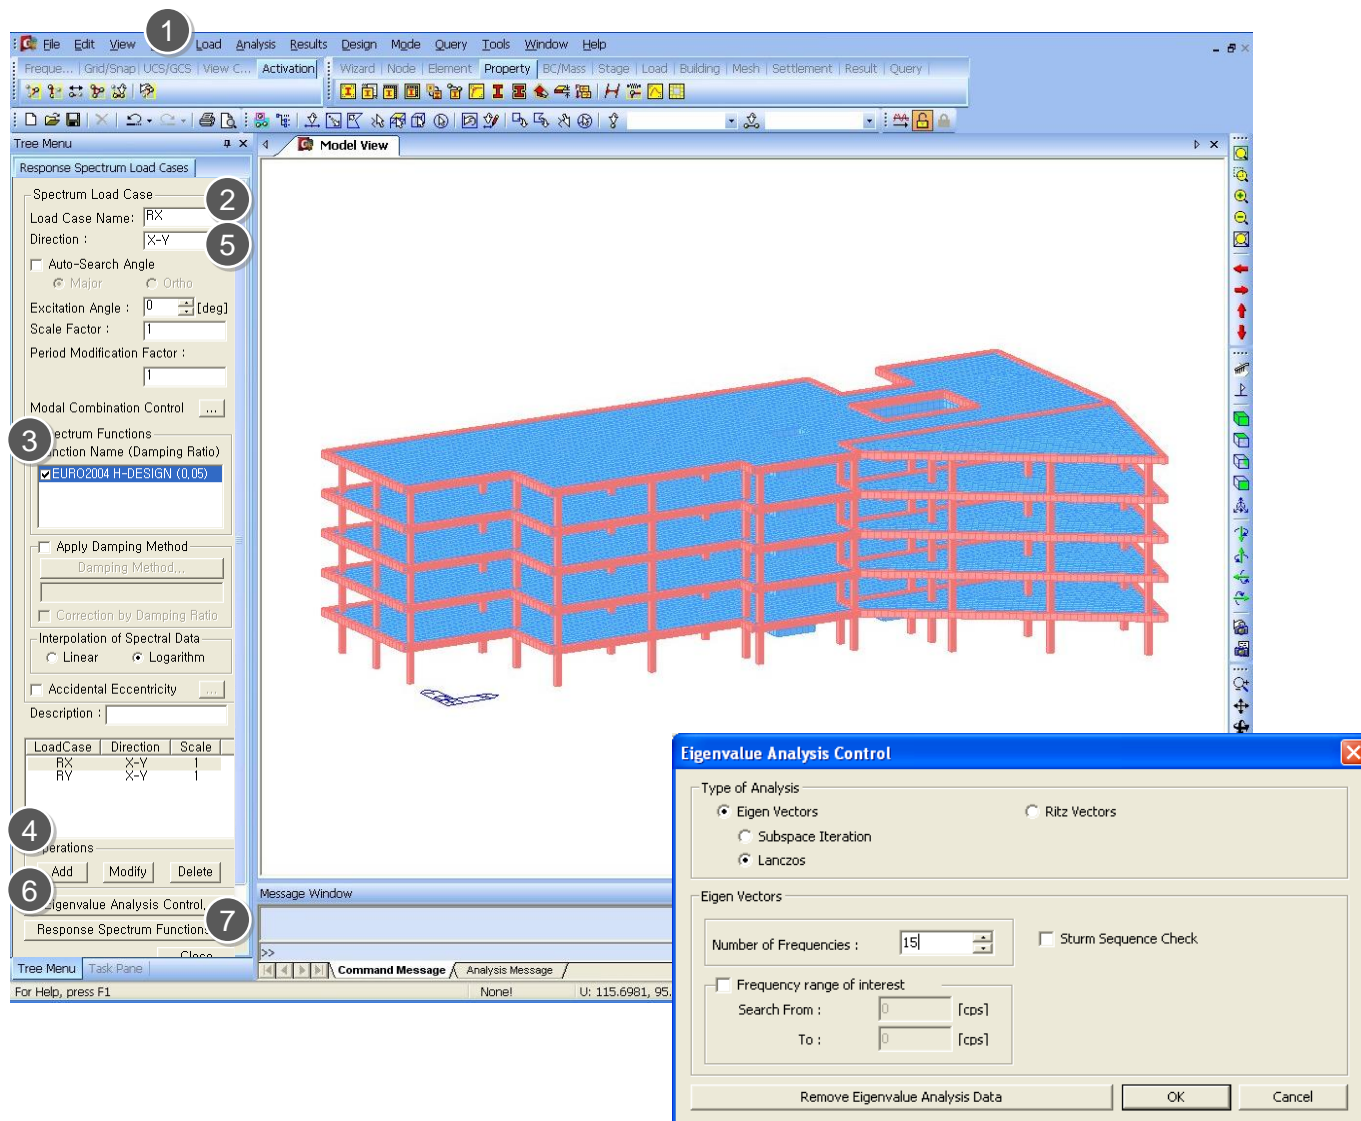 1
File Edit View Load Analysis Results Design Mode Query Tools Window Help
Freque... Grid/Snap UCS/GCS View C... Activation Wizard Node Element Property BC/Mass Stage Load Building Mesh Settlement Result Query
Tree Menu
Model View
Response Spectrum Load Cases
Spectrum Load Case
2
Load Case Name: RX
Direction : X-Y
5
Auto-Search Angle
Major Ortho
Excitation Angle : 0 [deg]
Scale Factor : 1
Period Modification Factor :
1
Modal Combination Control ...
3
Functions
(Damping Ratio)
EURO2004 H-DESIGN (0,05)
Apply Damping Method
Damping Method...
Correction by Damping Ratio
Interpolation of Spectral Data
Linear Logarithm
Accidental Eccentricity ...
Description :
LoadCase Direction Scale
RX X-Y 1
RY X-Y 1
4
Add Modify Delete
6
Eigenvalue Analysis Control.
7
Response Spectrum Functions
Close
Tree Menu Task Pane
For Help, press F1
Message Window
>>
Command Message Analysis Message
None! U: 115.6981, 95.
Eigenvalue Analysis Control
Type of Analysis
Eigen Vectors Ritz Vectors
Subspace Iteration
Lanczos
Eigen Vectors
Number of Frequencies : 15 Sturm Sequence Check
Frequency range of interest
Search From : 0 [cps]
To : 0 [cps]
Remove Eigenvalue Analysis Data OK Cancel